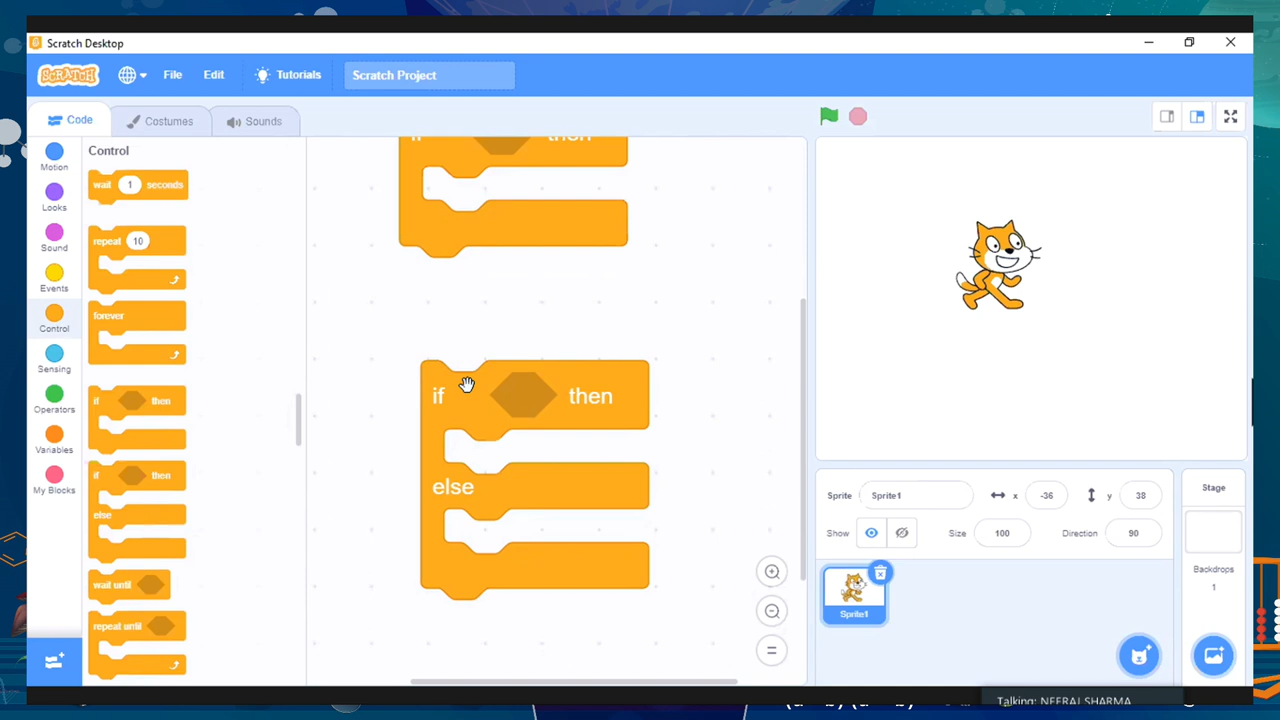 Scratch Desktop
SCRATCH File Edit Tutorials Scratch Project
Code Costumes Sounds
Motion
Looks
Sound
Events
Control
Sensing
Operators
Variables
My Blocks
Control
wait 1 seconds
repeat 10
forever
if then
if then
else
wait until
repeat until
if then
if then
else
Sprite Sprite1 x -36 y 38
Show Size 100 Direction 90
Sprite1
Stage
Backdrops
1
Talking: NEERAJ SHARMA